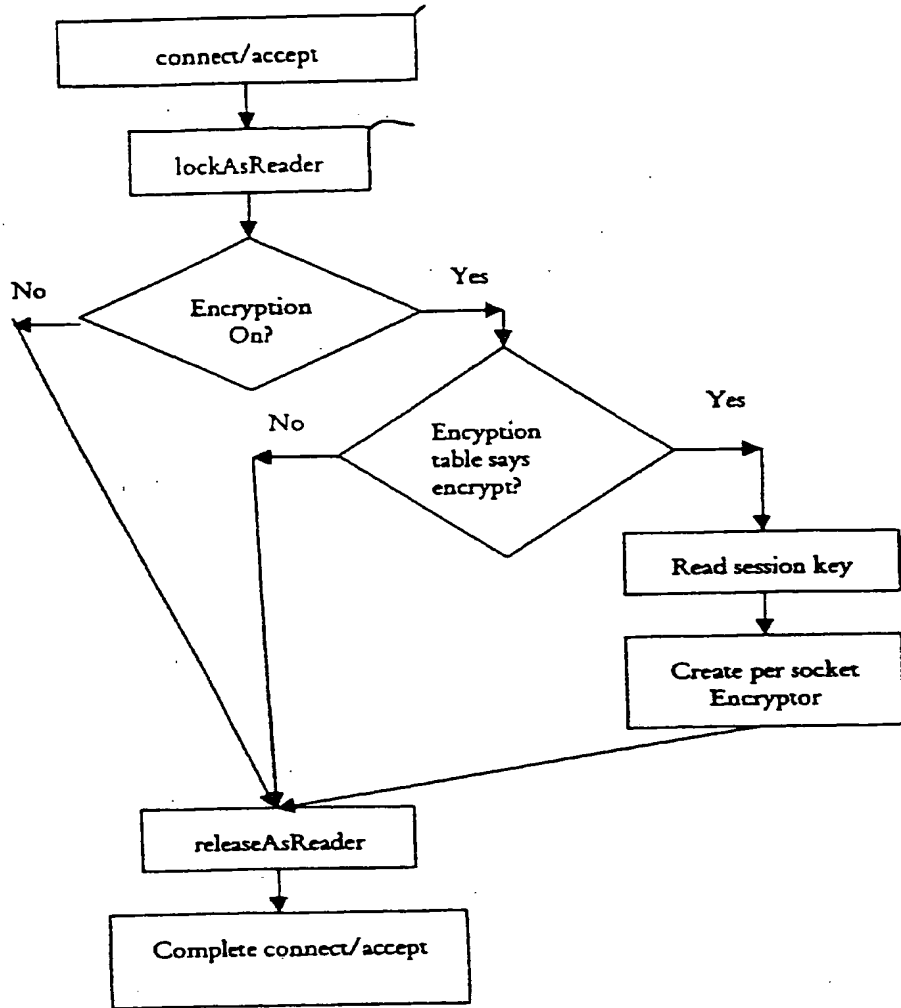 connect/accept
lockAsReader
No
Yes
Encryption
On?
No
Yes
Encyption
table says
encrypt?
Read session key
Create per socket
Encryptor
releaseAsReader
Complete connect/accept